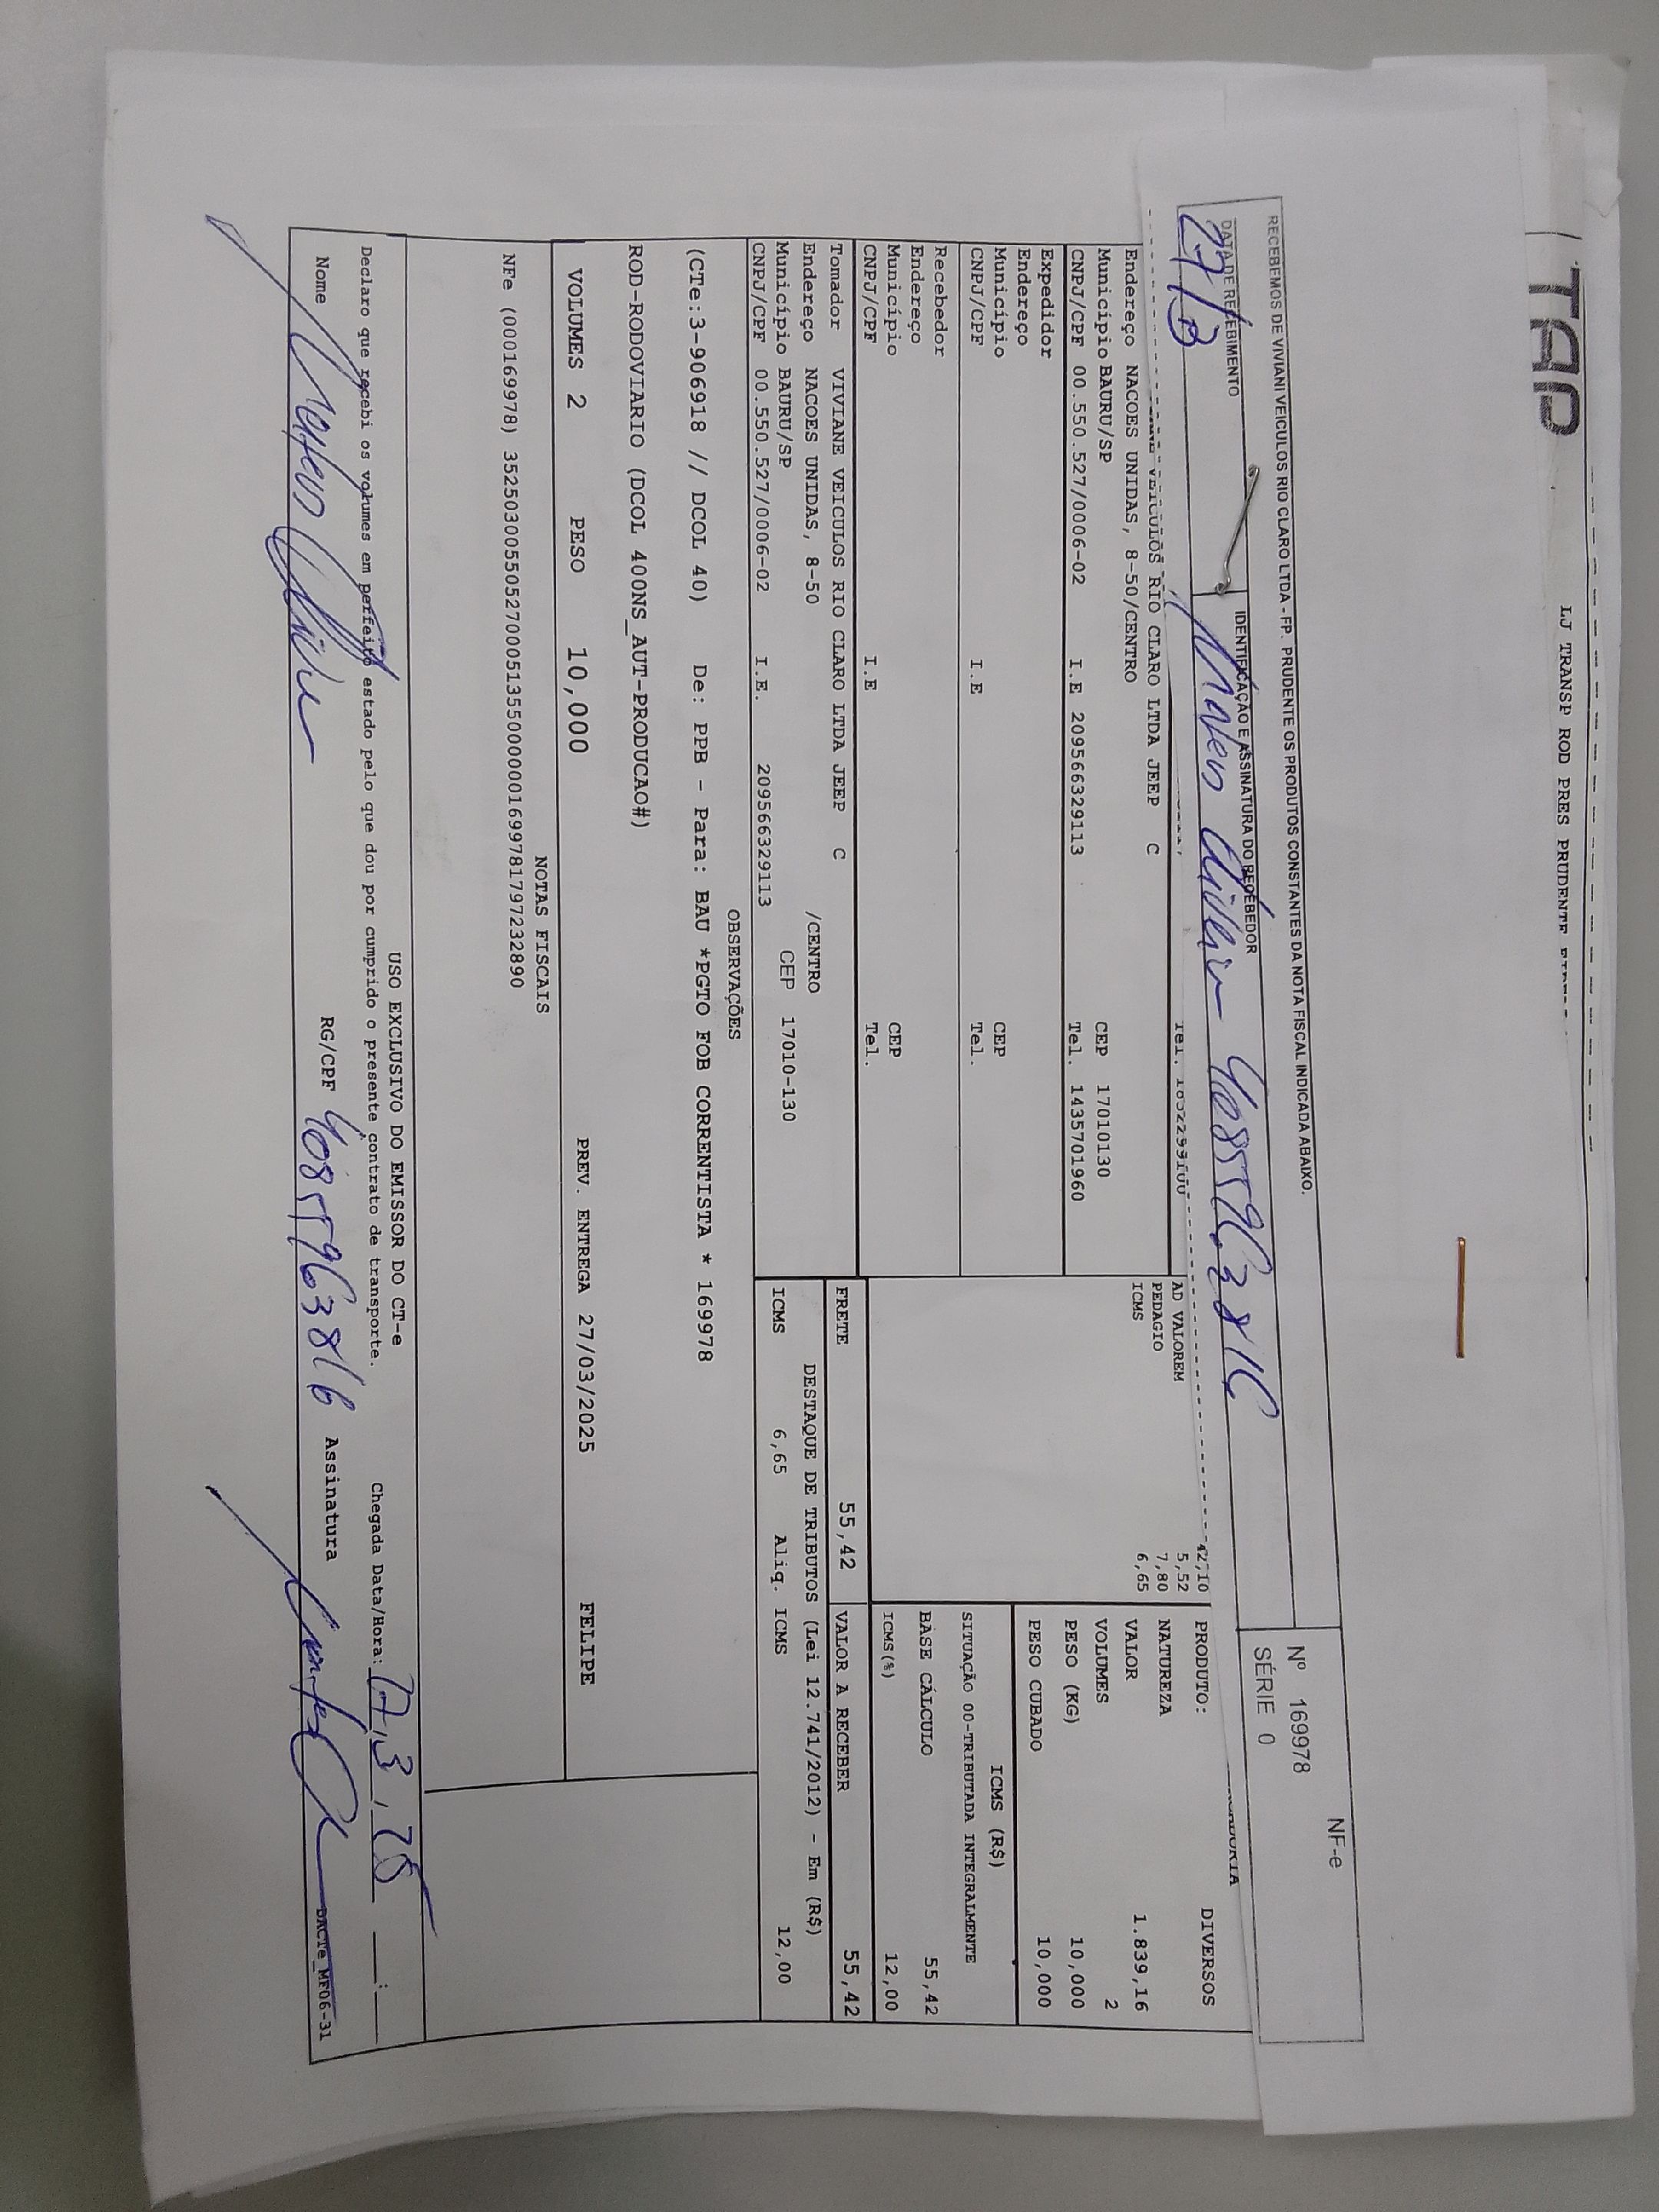 TAP
LJ TRANSP ROD PRES PRUDENTE
RECEBEMOS DE VIVIANI VEICULOS RIO CLARO LTDA - FP. PRUDENTE OS PRODUTOS CONSTANTES DA NOTA FISCAL INDICADA ABAIXO.
NF-e
Nº 169978
SÉRIE 0
DATA DE RECEBIMENTO
IDENTIFICAÇÃO E ASSINATURA DO RECEBEDOR
27/3
VEICULOS RIO CLARO LTDA JEEP C
Endereço NACOES UNIDAS, 8-50/CENTRO
Município BAURU/SP CEP 17010130
CNPJ/CPF 00.550.527/0006-02 I.E 209566329113 Tel. 1435701960
Expedidor
Endereço
Município CEP
CNPJ/CPF I.E Tel.
Recebedor
Endereço
Município CEP
CNPJ/CPF I.E Tel.
Tomador VIVIANE VEICULOS RIO CLARO LTDA JEEP C
Endereço NACOES UNIDAS, 8-50 /CENTRO
Município BAURU/SP CEP 17010-130
CNPJ/CPF 00.550.527/0006-02 I.E. 209566329113
42,10
AD VALOREM 5,52
PEDAGIO 7,80
ICMS 6,65
PRODUTO: DIVERSOS
NATUREZA
VALOR 1.839,16
VOLUMES 2
PESO (KG) 10,000
PESO CUBADO 10,000
ICMS (R$)
SITUAÇÃO 00-TRIBUTADA INTEGRALMENTE
BASE CÁLCULO 55,42
ICMS(%) 12,00
FRETE 55,42 VALOR A RECEBER 55,42
DESTAQUE DE TRIBUTOS (Lei 12.741/2012) - Em (R$)
ICMS 6,65 Aliq. ICMS 12,00
OBSERVAÇÕES
(CTe:3-906918 // DCOL 40) De: PPB - Para: BAU *PGTO FOB CORRENTISTA * 169978
ROD-RODOVIARIO (DCOL 400NS_AUT-PRODUCAO#)
VOLUMES 2 PESO 10,000 PREV. ENTREGA 27/03/2025 FELIPE
NOTAS FISCAIS
NFe (000169978) 35250300550527000513550000001699781797232890
USO EXCLUSIVO DO EMISSOR DO CT-e
Declaro que recebi os volumes em perfeito estado pelo que dou por cumprido o presente contrato de transporte. Chegada Data/Hora:
Nome RG/CPF Assinatura
DACTe_MF06-31